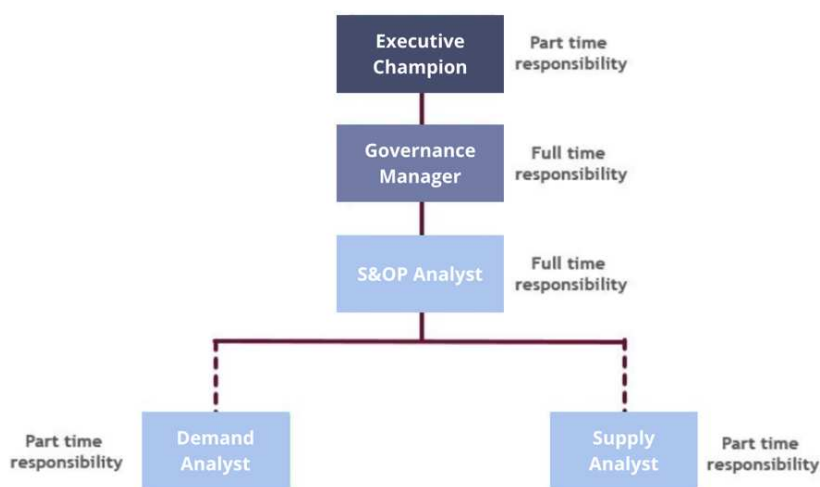 Executive
Champion
Part time
responsibility
Governance
Manager
Full time
responsibility
S&OP Analyst
Full time
responsibility
Part time
responsibility
Demand
Analyst
Supply
Analyst
Part time
responsibility